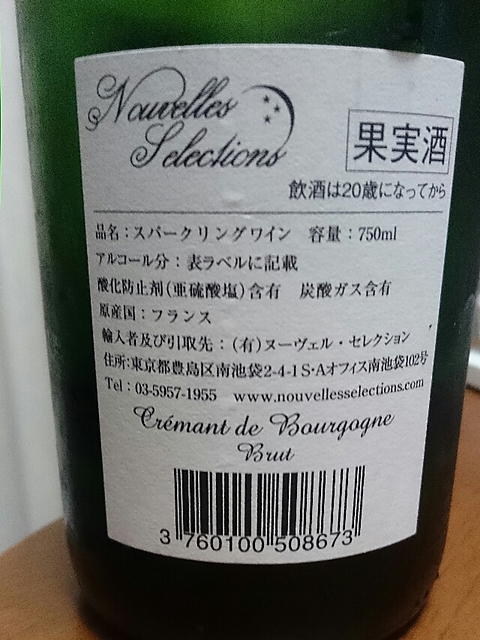 Nouvelles
Selections
果実酒
飲酒は20歳になってから
品名：スパークリングワイン　容量：750ml
アルコール分：表ラベルに記載
酸化防止剤(亜硫酸塩)含有　炭酸ガス含有
原産国：フランス
輸入者及び引取先：(有)ヌーヴェル・セレクション
住所:東京都豊島区南池袋2-4-1 S・Aオフィス南池袋102号
Tel：03-5957-1955　www.nouvellesselections.com
Crémant de Bourgogne
Brut
3 760100 508673